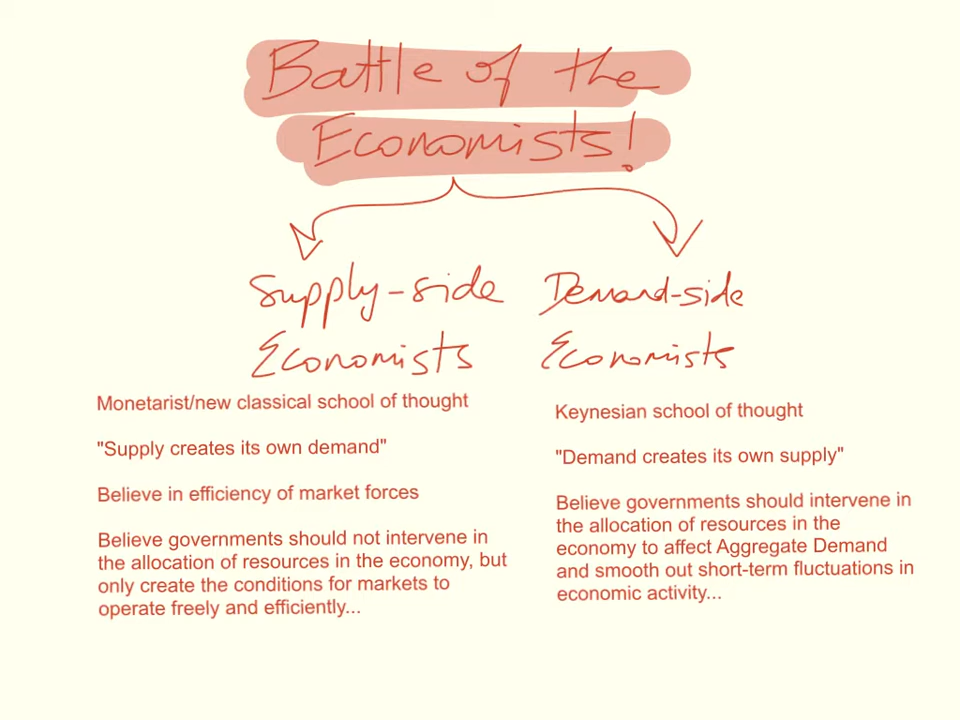 Battle of the
Economists!
Supply-side
Economists
Monetarist/new classical school of thought
"Supply creates its own demand"
Believe in efficiency of market forces
Believe governments should not intervene in
the allocation of resources in the economy, but
only create the conditions for markets to
operate freely and efficiently...
Demand-side
Economists
Keynesian school of thought
"Demand creates its own supply"
Believe governments should intervene in
the allocation of resources in the
economy to affect Aggregate Demand
and smooth out short-term fluctuations in
economic activity...